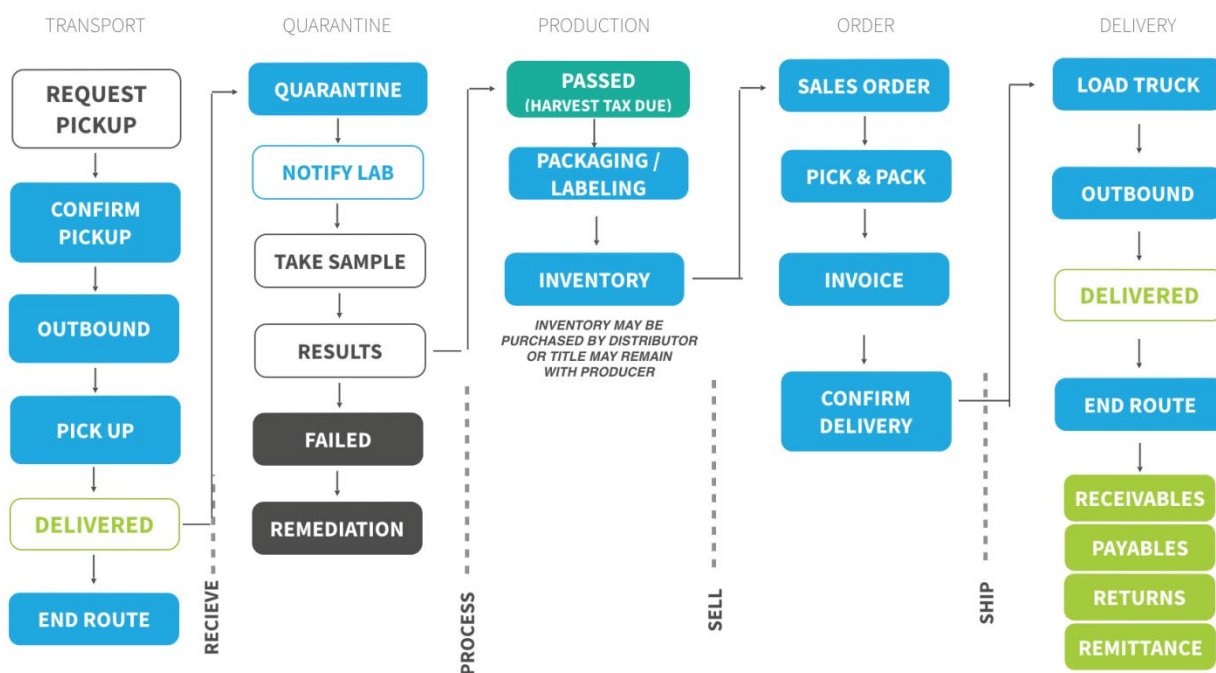 TRANSPORT
REQUEST
PICKUP
CONFIRM
PICKUP
OUTBOUND
PICK UP
DELIVERED
END ROUTE
RECIEVE
QUARANTINE
QUARANTINE
NOTIFY LAB
TAKE SAMPLE
RESULTS
FAILED
REMEDIATION
PROCESS
PRODUCTION
PASSED
(HARVEST TAX DUE)
PACKAGING /
LABELING
INVENTORY
INVENTORY MAY BE
PURCHASED BY DISTRIBUTOR
OR TITLE MAY REMAIN
WITH PRODUCER
SELL
ORDER
SALES ORDER
PICK & PACK
INVOICE
CONFIRM
DELIVERY
SHIP
DELIVERY
LOAD TRUCK
OUTBOUND
DELIVERED
END ROUTE
RECEIVABLES
PAYABLES
RETURNS
REMITTANCE